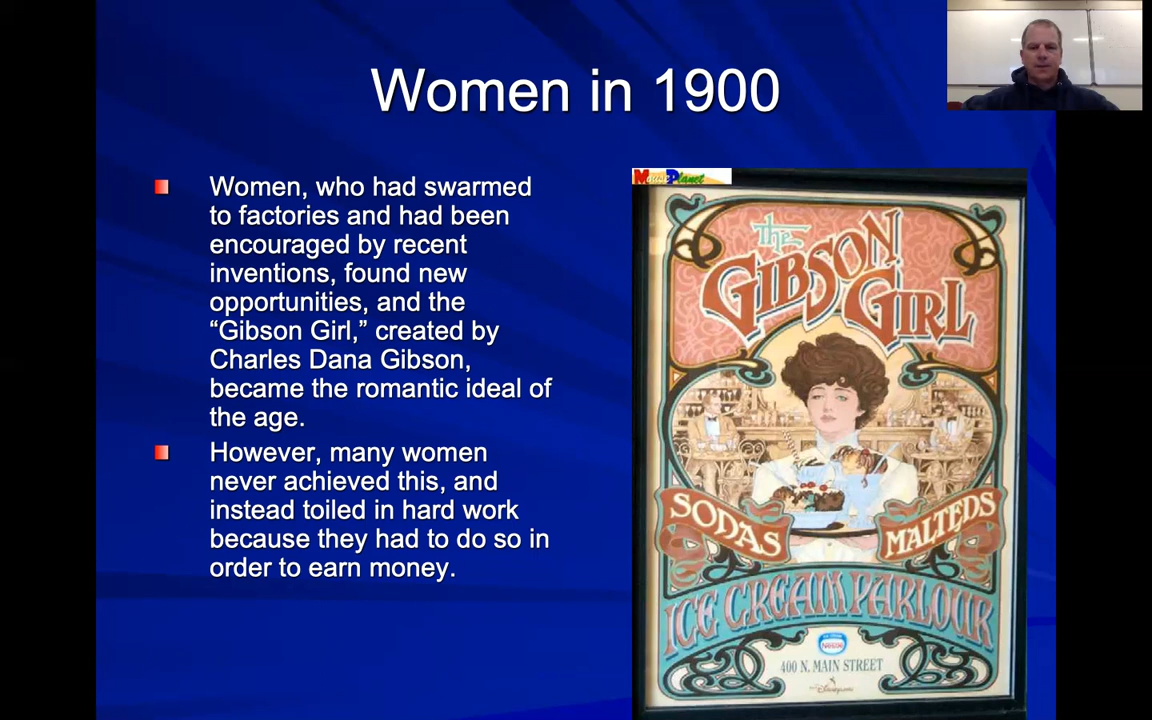 Women in 1900
Women, who had swarmed
to factories and had been
encouraged by recent
inventions, found new
opportunities, and the
“Gibson Girl,” created by
Charles Dana Gibson,
became the romantic ideal of
the age.
However, many women
never achieved this, and
instead toiled in hard work
because they had to do so in
order to earn money.
MousePlanet
the
GIBSON
GIRL
SODAS
MALTEDS
ICE CREAM PARLOUR
Nestlé
400 N. MAIN STREET
Disneyland